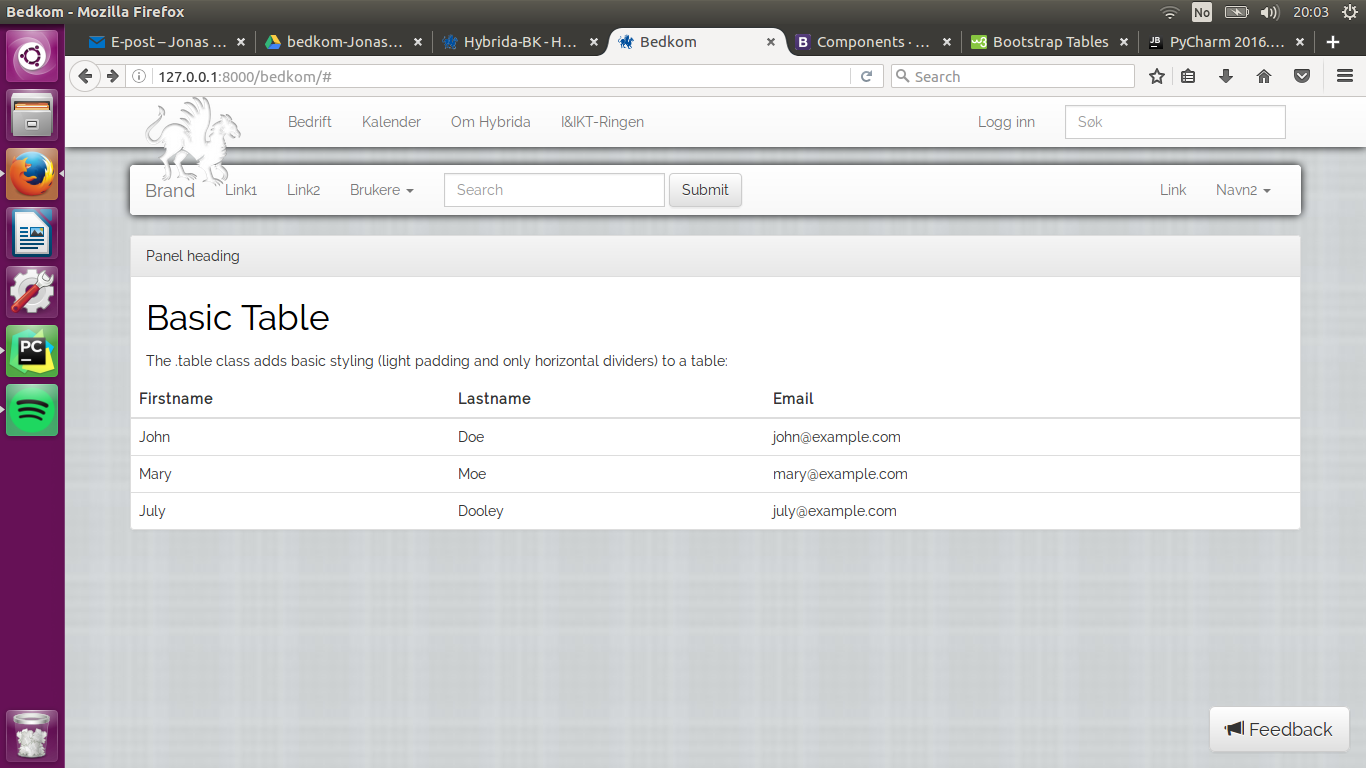 Bedkom - Mozilla Firefox
No
20:03
E-post – Jonas ...
bedkom-Jonas...
Hybrida-BK - H...
Bedkom
B
Components · ...
w3
Bootstrap Tables
JB
PyCharm 2016....
127.0.0.1:8000/bedkom/#
Search
Bedrift
Kalender
Om Hybrida
I&IKT-Ringen
Logg inn
Søk
Brand
Link1
Link2
Brukere
Search
Submit
Link
Navn2
Panel heading
Basic Table
The .table class adds basic styling (light padding and only horizontal dividers) to a table:
Firstname Lastname Email
John Doe john@example.com
Mary Moe mary@example.com
July Dooley july@example.com
PC
Feedback